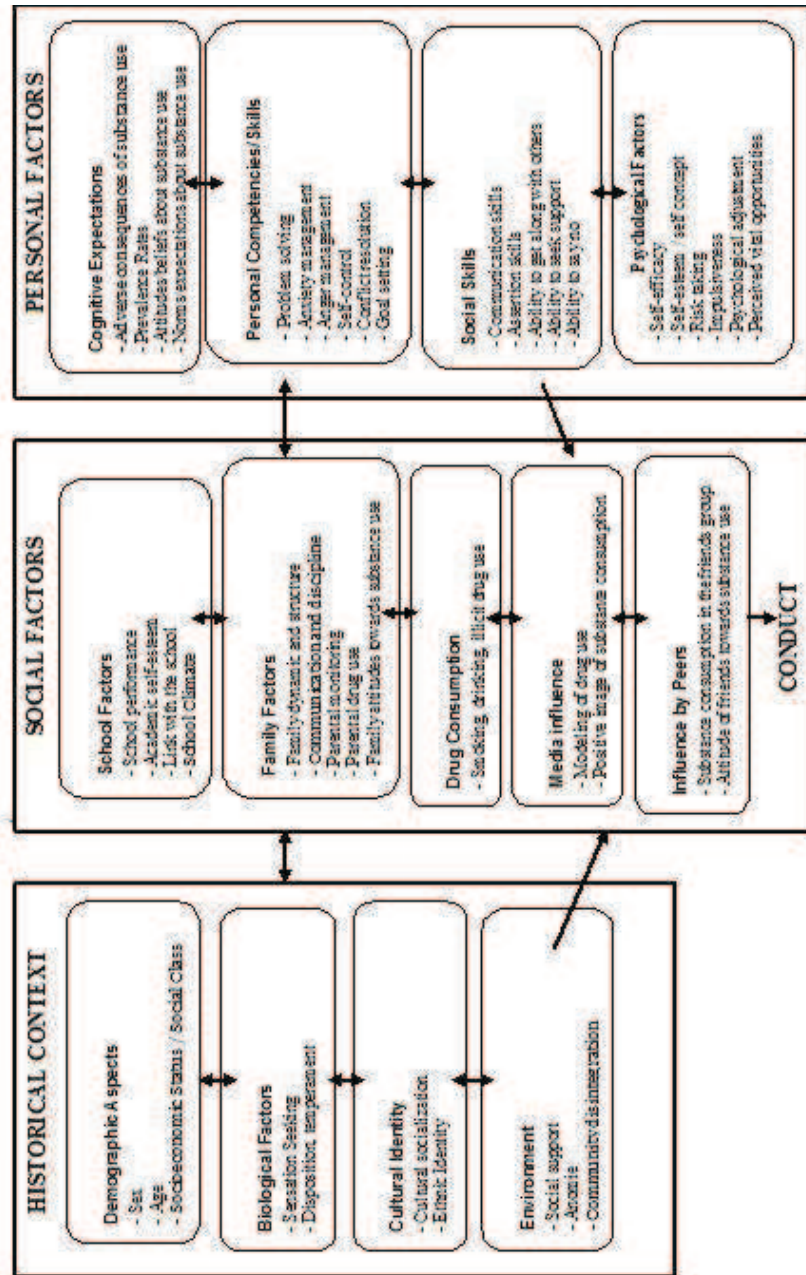 HISTORICAL CONTEXT
Demographic Aspects
- Sex
- Age
- Socioeconomic Status / Social Class
Biological Factors
- Sensation Seeking
- Disposition, temperament
Cultural Identity
- Cultural socialization
- Ethnic Identity
Environment
- Social support
- Anomie
- Community disintegration
SOCIAL FACTORS
School Factors
- School performance
- Academic self-esteem.
- Link with the school
- School Climate
Family Factors
- Family dynamic and structure
- Communication and discipline
- Parental monitoring
- Parental drug use
- Family attitudes towards substance use
Drug Consumption
- Smoking, drinking, illicit drug use
Media influence
- Modeling of drug use
- Positive image of substance consumption
Influence by Peers
- Substance consumption in the friends group
- Attitude of friends towards substance use
CONDUCT
PERSONAL FACTORS
Cognitive Expectations
- Adverse consequences of substance use
- Prevalence Rates
- Attitudes beliefs about substance use
- Norms expectations about substance use
Personal Competencies/ Skills
- Problem solving
- Anxiety management
- Anger management
- Self-control
- Conflict resolution
- Goal setting
Social Skills
- Communication skills
- Assertion skills
- Ability to get along with others
- Ability to seek support
- Ability to say no
Psychological Factors
- Self-efficacy
- Self-esteem / self concept
- Risk taking
- Impulsiveness
- Psychological adjustment
- Perceived vital opportunities